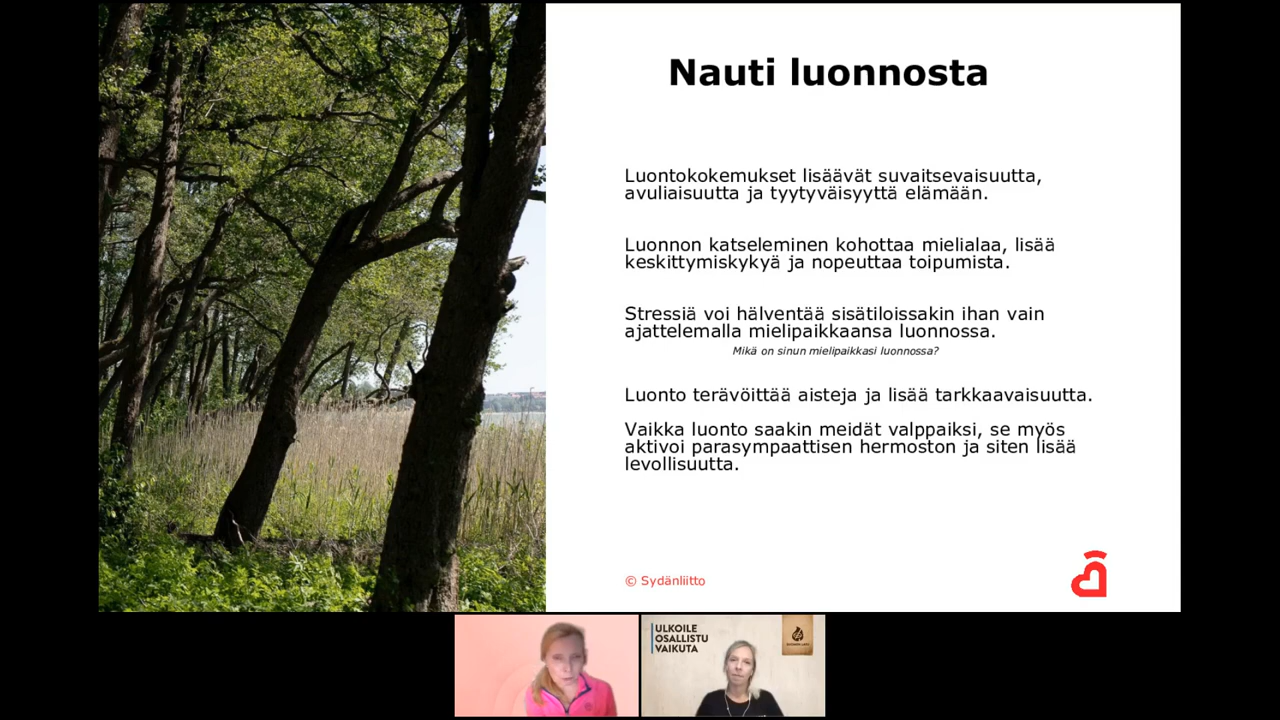 Nauti luonnosta
Luontokokemukset lisäävät suvaitsevaisuutta,
avuliaisuutta ja tyytyväisyyttä elämään.
Luonnon katseleminen kohottaa mielialaa, lisää
keskittymiskykyä ja nopeuttaa toipumista.
Stressiä voi hälventää sisätiloissakin ihan vain
ajattelemalla mielipaikkaansa luonnossa.
Mikä on sinun mielipaikkasi luonnossa?
Luonto terävöittää aisteja ja lisää tarkkaavaisuutta.
Vaikka luonto saakin meidät valppaiksi, se myös
aktivoi parasympaattisen hermoston ja siten lisää
levollisuutta.
© Sydänliitto
ULKOILE
OSALLISTU
VAIKUTA
SUOMEN LATU